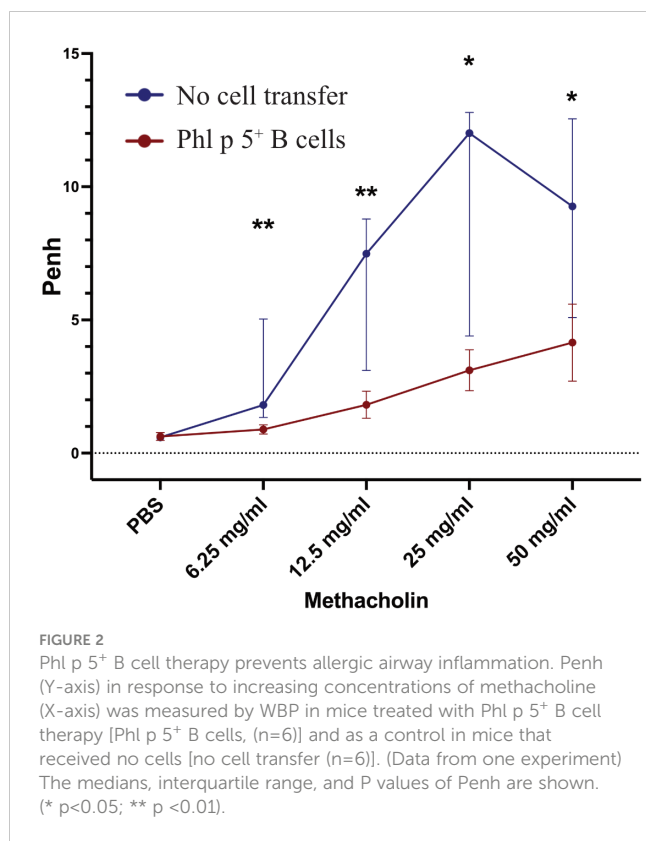 15
10
5
0
Penh
No cell transfer
Phl p 5⁺ B cells
**
**
*
*
PBS
6.25 mg/ml
12.5 mg/ml
25 mg/ml
50 mg/ml
Methacholin
FIGURE 2
Phl p 5⁺ B cell therapy prevents allergic airway inflammation. Penh
(Y-axis) in response to increasing concentrations of methacholine
(X-axis) was measured by WBP in mice treated with Phl p 5⁺ B cell
therapy [Phl p 5⁺ B cells, (n=6)] and as a control in mice that
received no cells [no cell transfer (n=6)]. (Data from one experiment)
The medians, interquartile range, and P values of Penh are shown.
(* p<0.05; ** p <0.01).